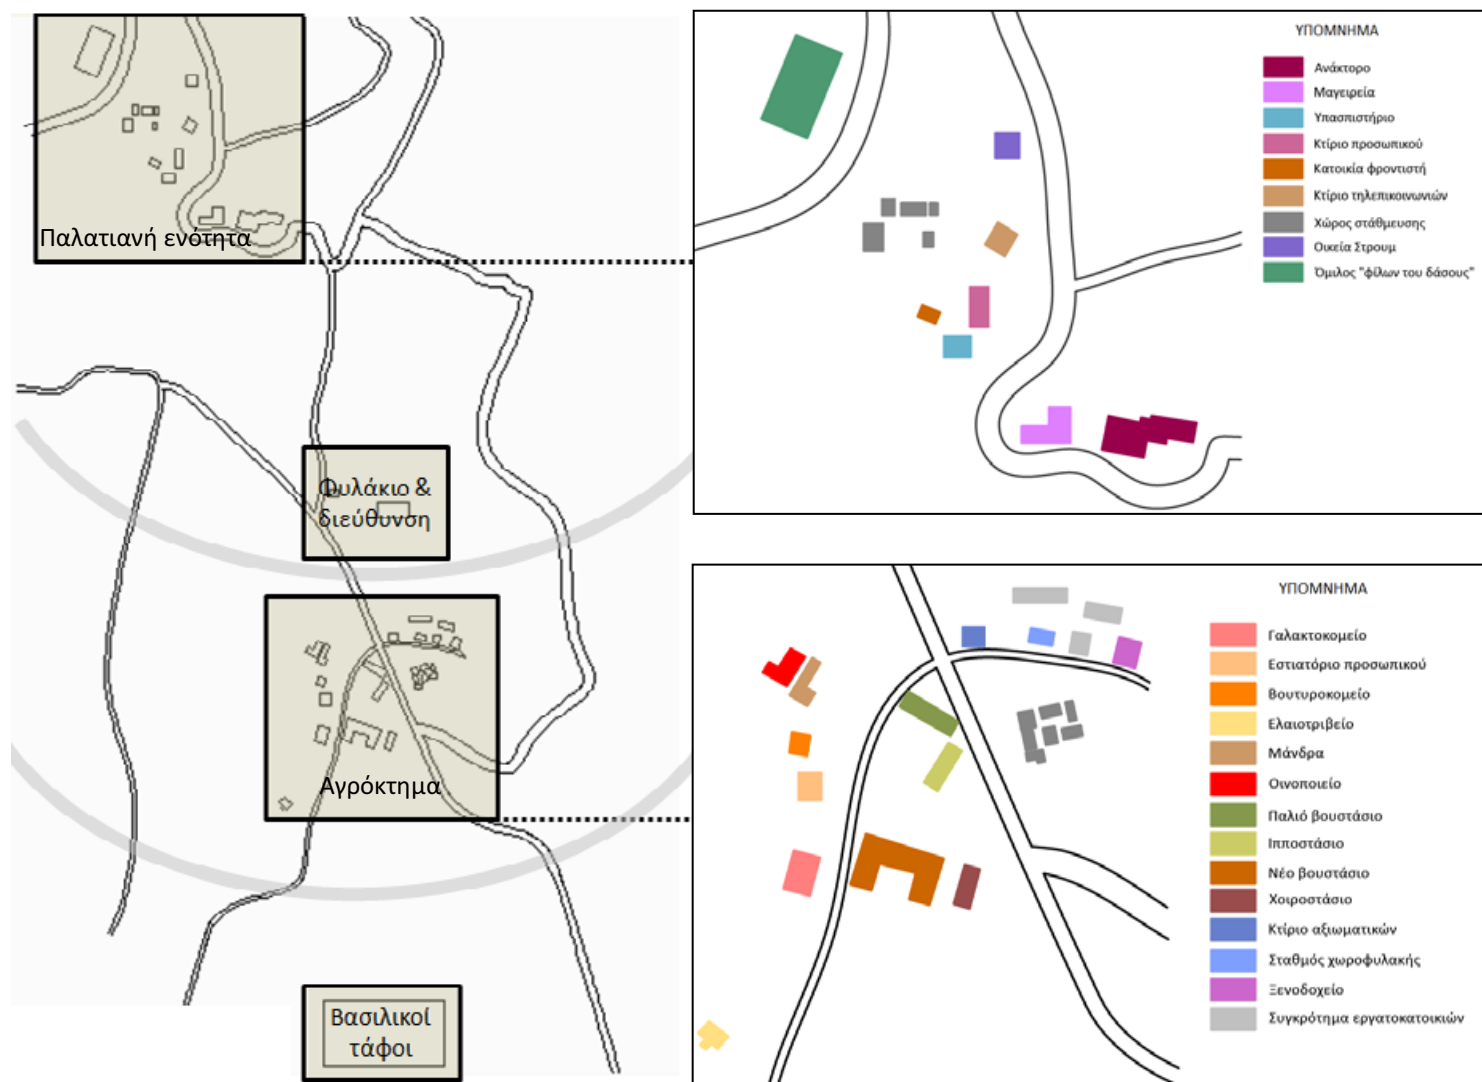 Παλατιανή ενότητα
Φυλάκιο &
διεύθυνση
Αγρόκτημα
Βασιλικοί
τάφοι
ΥΠΟΜΝΗΜΑ
Ανάκτορο
Μαγειρεία
Υπασπιστήριο
Κτίριο προσωπικού
Κατοικία φροντιστή
Κτίριο τηλεπικοινωνιών
Χώρος στάθμευσης
Οικεία Στρουμ
Όμιλος "φίλων του δάσους"
ΥΠΟΜΝΗΜΑ
Γαλακτοκομείο
Εστιατόριο προσωπικού
Βουτυροκομείο
Ελαιοτριβείο
Μάνδρα
Οινοποιείο
Παλιό βουστάσιο
Ιπποστάσιο
Νέο βουστάσιο
Χοιροστάσιο
Κτίριο αξιωματικών
Σταθμός χωροφυλακής
Ξενοδοχείο
Συγκρότημα εργατοκατοικιών